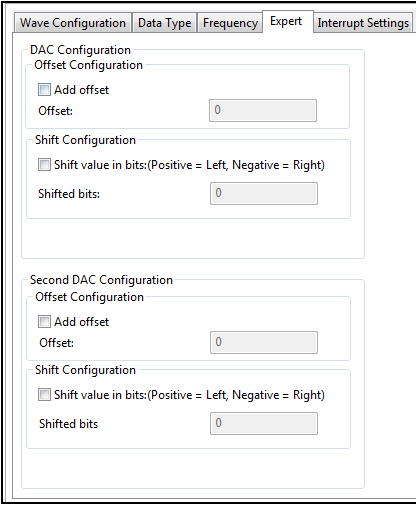 Wave Configuration Data Type Frequency Expert Interrupt Settings
DAC Configuration
Offset Configuration
Add offset
Offset: 0
Shift Configuration
Shift value in bits:(Positive = Left, Negative = Right)
Shifted bits: 0
Second DAC Configuration
Offset Configuration
Add offset
Offset: 0
Shift Configuration
Shift value in bits:(Positive = Left, Negative = Right)
Shifted bits 0